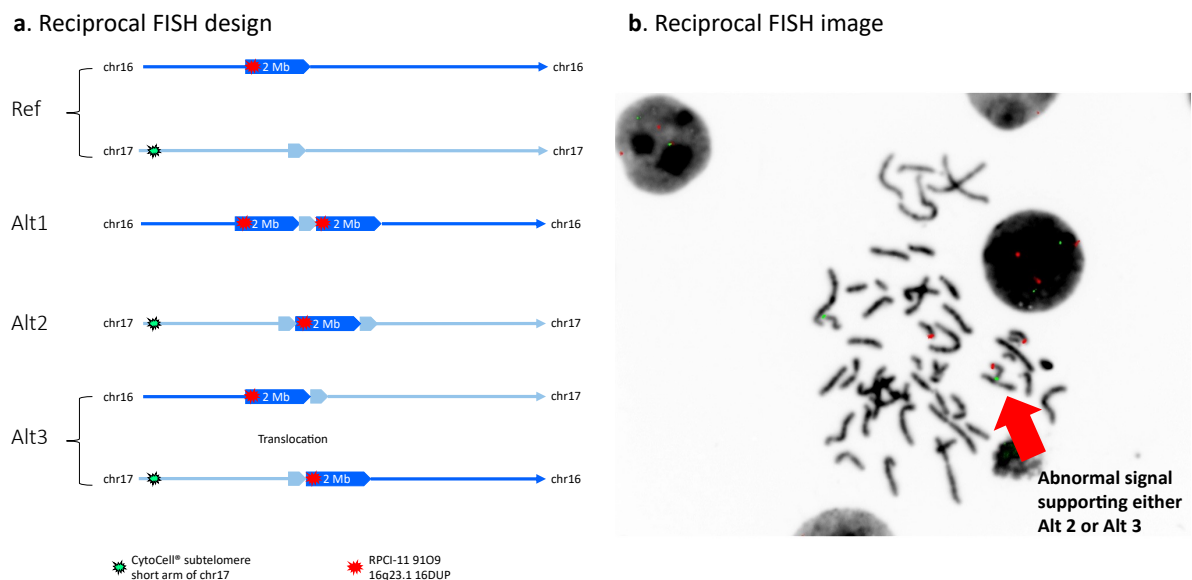 a. Reciprocal FISH design
b. Reciprocal FISH image
Ref
chr16
2 Mb
chr16
chr17
chr17
Alt1
chr16
2 Mb
2 Mb
chr16
Alt2
chr17
2 Mb
chr17
Alt3
chr16
2 Mb
chr17
Translocation
chr17
2 Mb
chr16
CytoCell® subtelomere
short arm of chr17
RPCI-11 91O9
16q23.1 16DUP
Abnormal signal
supporting either
Alt 2 or Alt 3